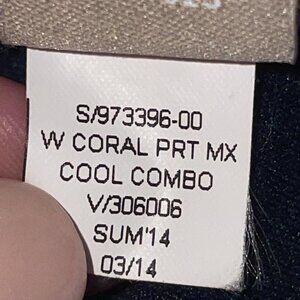 S/973396-00
W CORAL PRT MX
COOL COMBO
V/306006
SUM'14
03/14